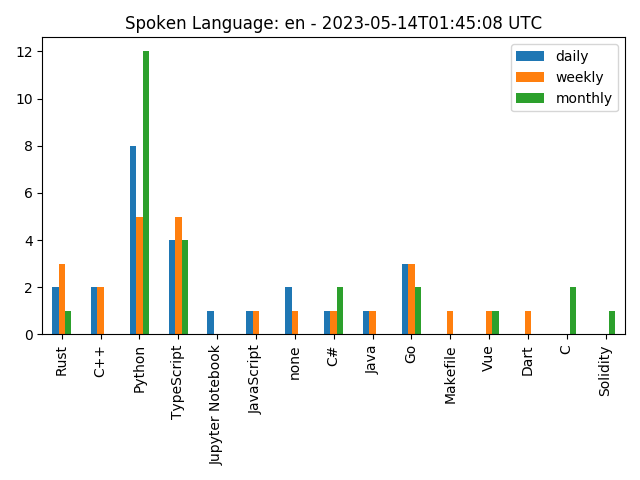 Spoken Language: en - 2023-05-14T01:45:08 UTC
daily
weekly
monthly
12
10
8
6
4
2
0
Rust
C++
Python
TypeScript
Jupyter Notebook
JavaScript
none
C#
Java
Go
Makefile
Vue
Dart
C
Solidity